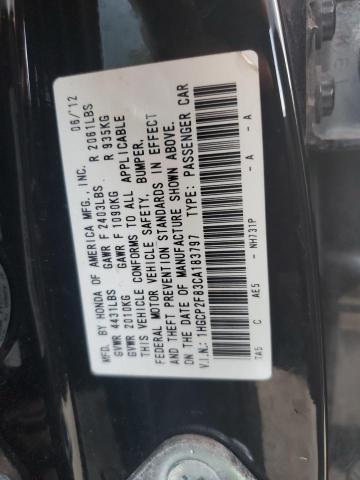 MFD. BY HONDA OF AMERICA MFG., INC. 06/12
GVWR 4431LBS GAWR F 2403LBS R 2061LBS
GVWR 2010KG GAWR F 1090KG R 935KG
THIS VEHICLE CONFORMS TO ALL APPLICABLE
FEDERAL MOTOR VEHICLE SAFETY, BUMPER,
AND THEFT PREVENTION STANDARDS IN EFFECT
ON THE DATE OF MANUFACTURE SHOWN ABOVE.
V.I.N.: 1HGCP2F83CA183797 TYPE: PASSENGER CAR
TA5 C AE5 - NH731P - A - A